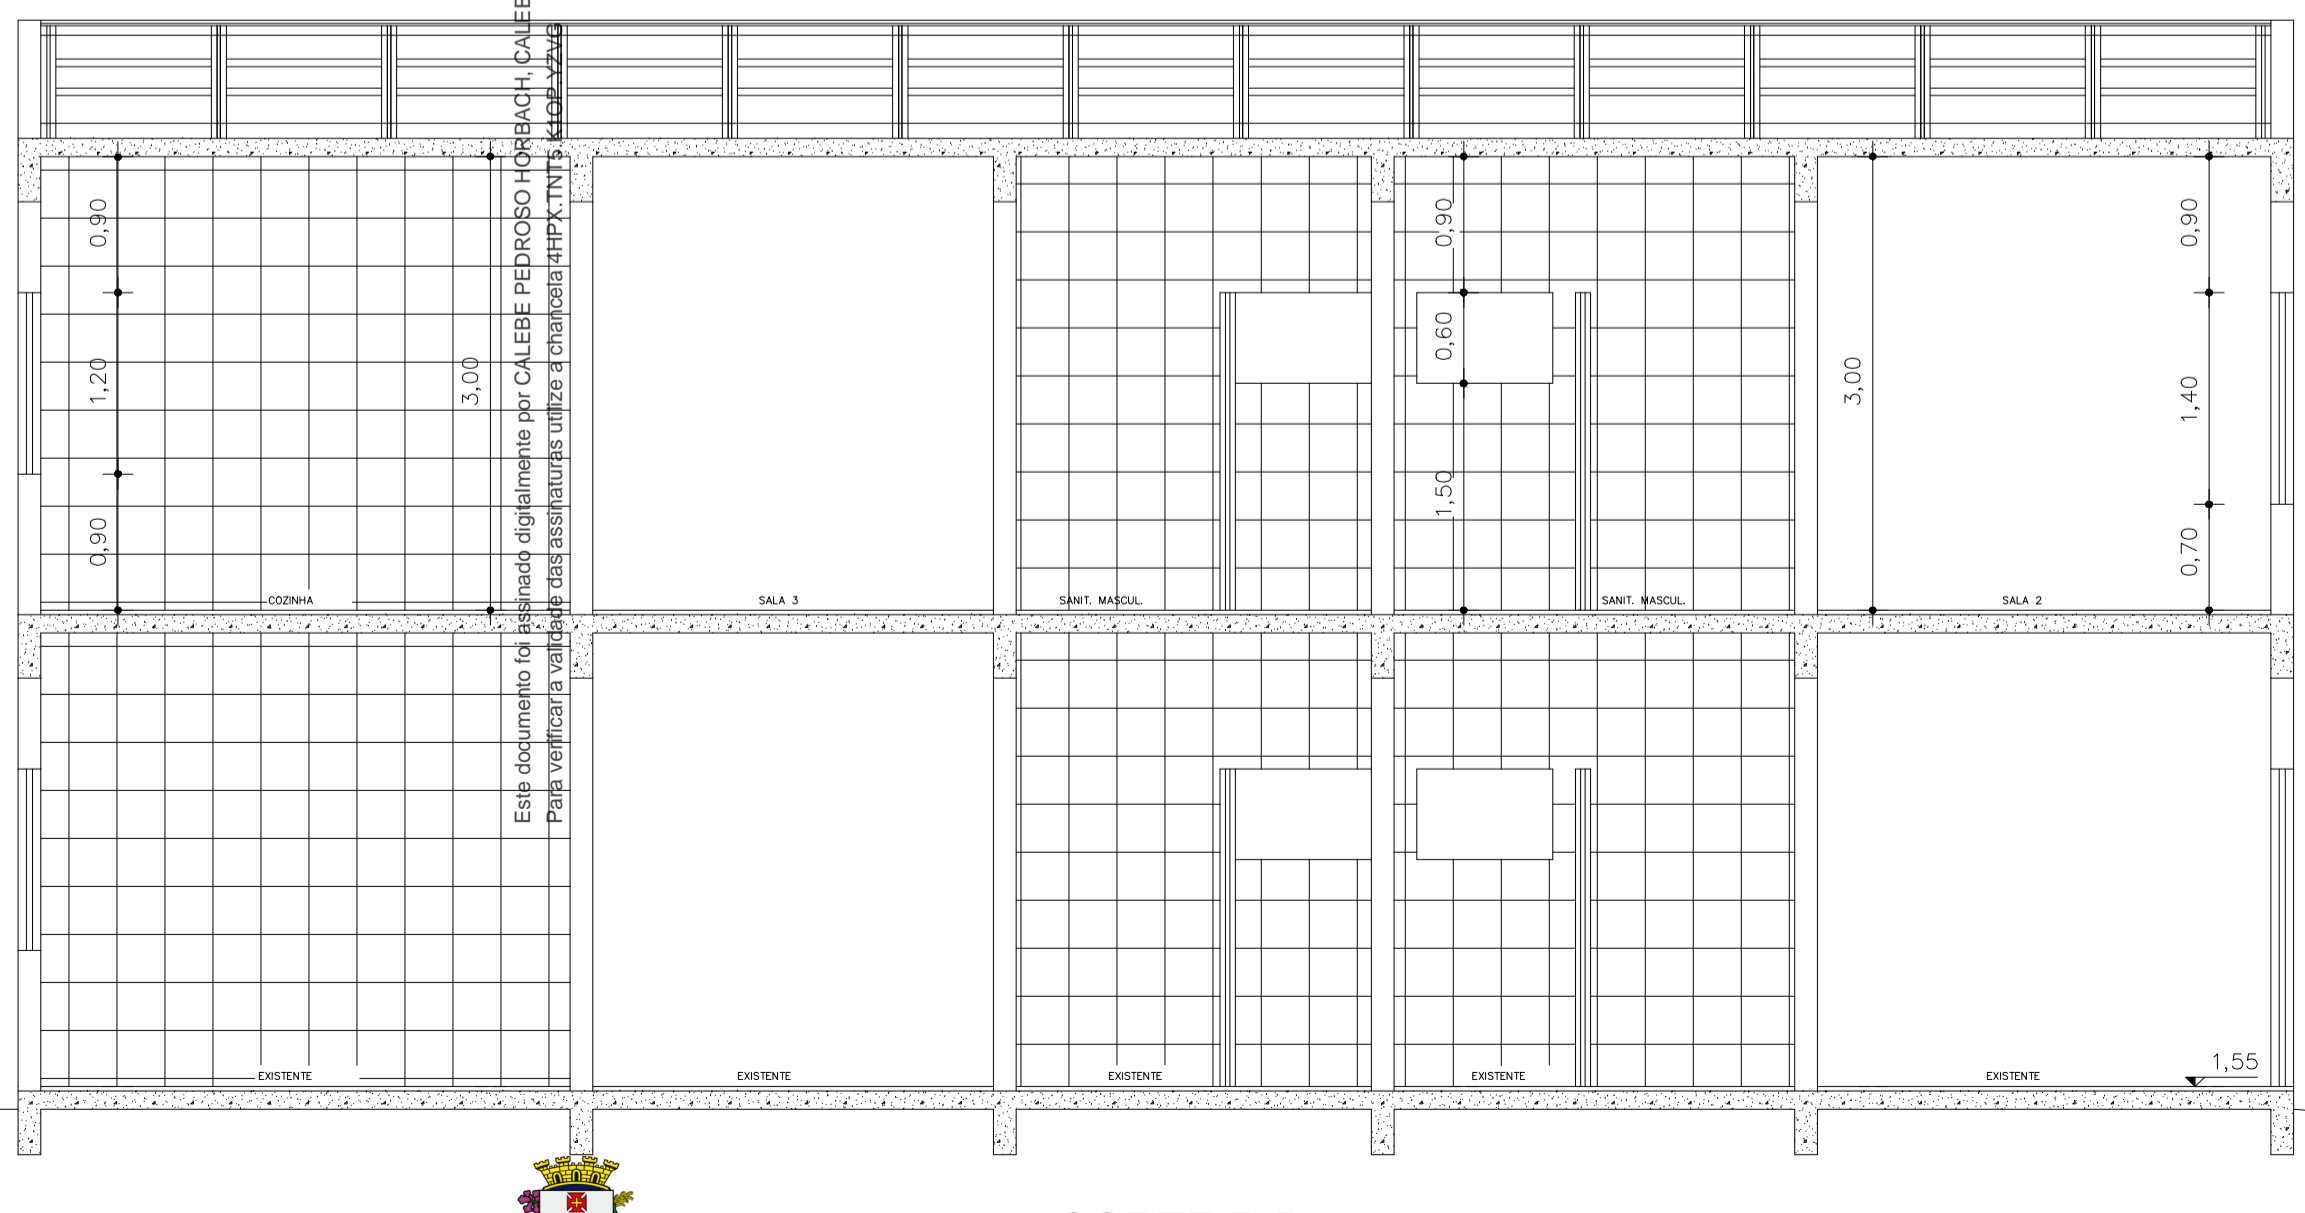 Este documento foi assinado digitalmente por CALEBE PEDROSO HORBACH, CALEB
Para verificar a validade das assinaturas utilize a chancela 4HPX.TNT5.K1OP.YZVG
0,90
1,20
0,90
3,00
0,90
0,60
1,50
3,00
0,90
1,40
0,70
COZINHA
SALA 3
SANIT. MASCUL.
SANIT. MASCUL.
SALA 2
EXISTENTE
EXISTENTE
EXISTENTE
EXISTENTE
EXISTENTE
1,55